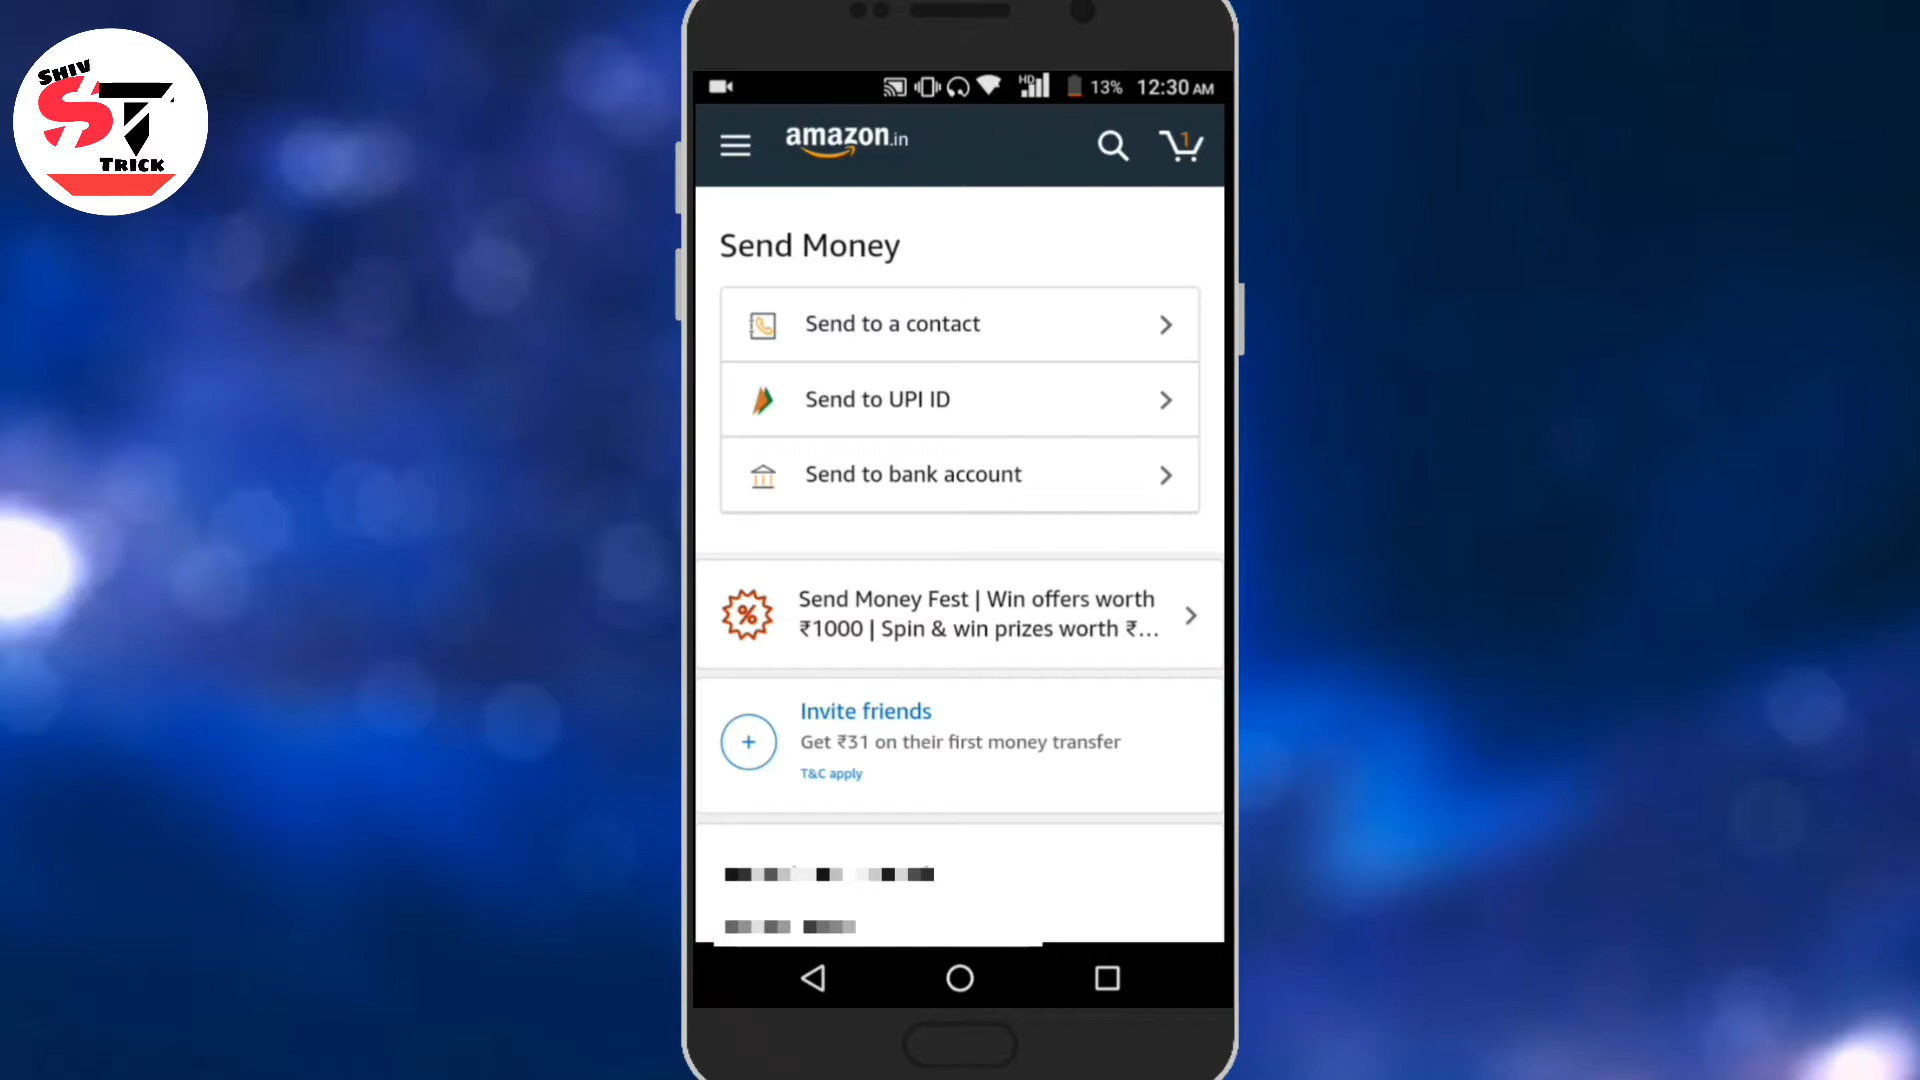 SHIV
ST
TRICK
HD
13% 12:30 AM
amazon.in
1
Send Money
Send to a contact
Send to UPI ID
Send to bank account
Send Money Fest | Win offers worth
₹1000 | Spin & win prizes worth ₹...
Invite friends
Get ₹31 on their first money transfer
T&C apply